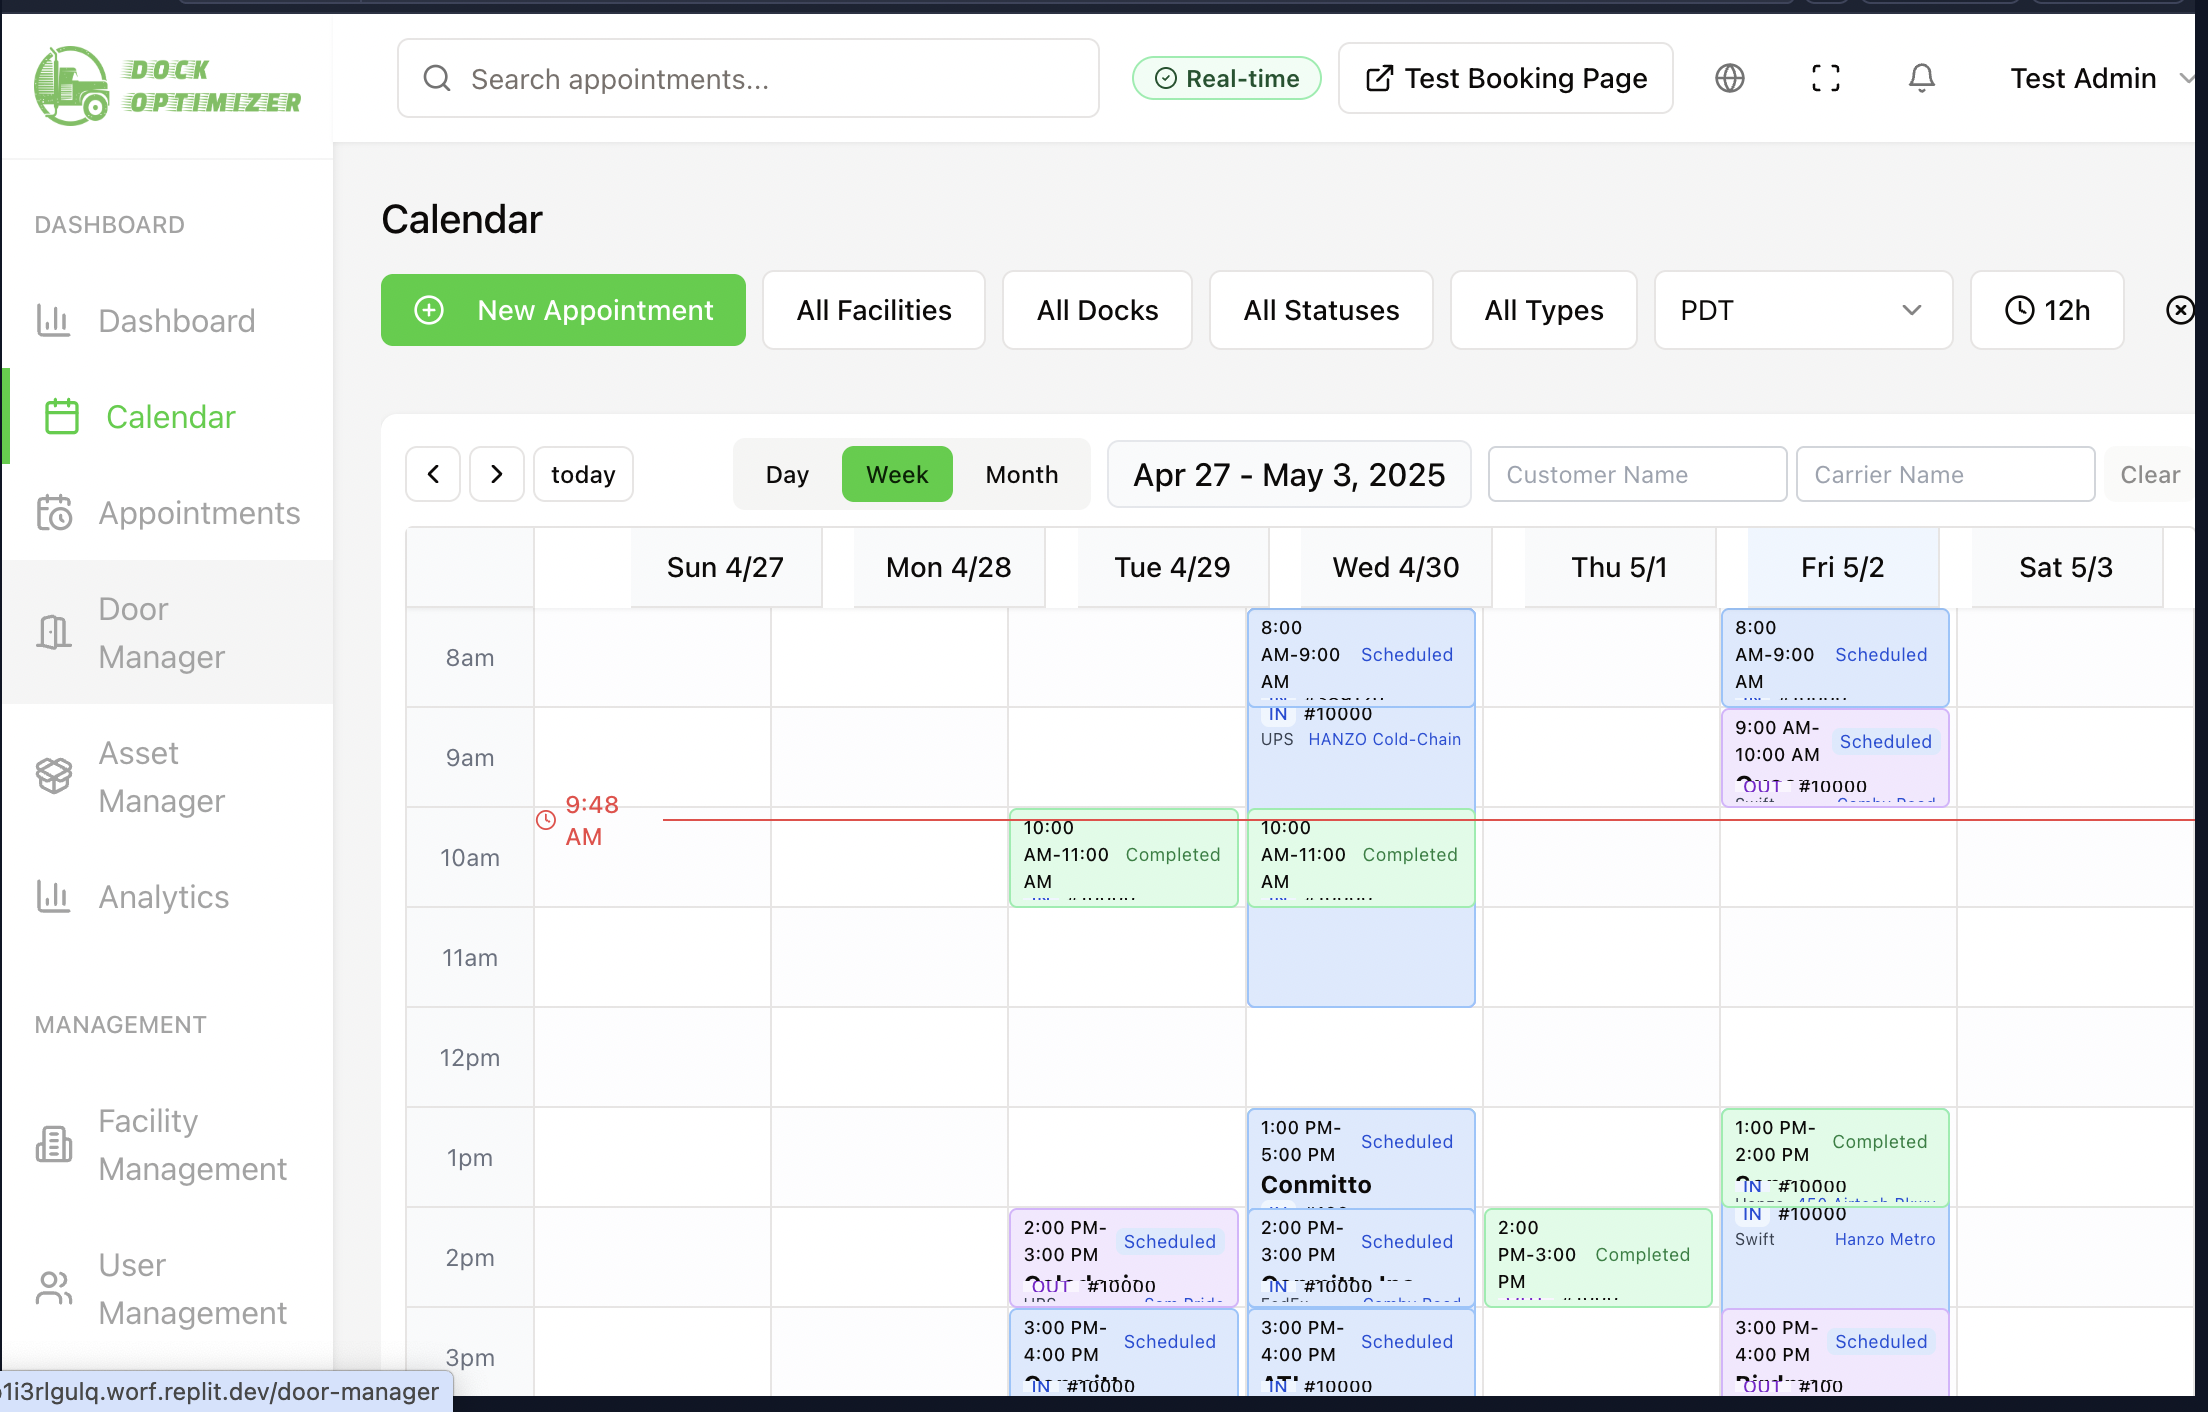 DOCK
OPTIMIZER
Search appointments...
Real-time
Test Booking Page
Test Admin
DASHBOARD
Dashboard
Calendar
Appointments
Door
Manager
Asset
Manager
Analytics
MANAGEMENT
Facility
Management
User
Management
1i3rlgulq.worf.replit.dev/door-manager
Calendar
New Appointment
All Facilities
All Docks
All Statuses
All Types
PDT
12h
today
Day
Week
Month
Apr 27 - May 3, 2025
Customer Name
Carrier Name
Clear
Sun 4/27
Mon 4/28
Tue 4/29
Wed 4/30
Thu 5/1
Fri 5/2
Sat 5/3
8am
9am
10am
11am
12pm
1pm
2pm
3pm
9:48
AM
10:00
AM-11:00 Completed
AM
2:00 PM-
3:00 PM
Scheduled
OUT #10000
3:00 PM-
4:00 PM
Scheduled
IN #10000
8:00
AM-9:00 Scheduled
AM
IN #10000
UPS HANZO Cold-Chain
10:00
AM-11:00 Completed
AM
1:00 PM-
5:00 PM
Scheduled
Conmitto
2:00 PM-
3:00 PM
Scheduled
IN #10000
3:00 PM-
4:00 PM
Scheduled
IN #10000
2:00
PM-3:00 Completed
PM
8:00
AM-9:00 Scheduled
AM
9:00 AM-
10:00 AM
Scheduled
OUT #10000
1:00 PM-
2:00 PM
Completed
IN #10000
IN #10000
Swift Hanzo Metro
3:00 PM-
4:00 PM
Scheduled
OUT #100